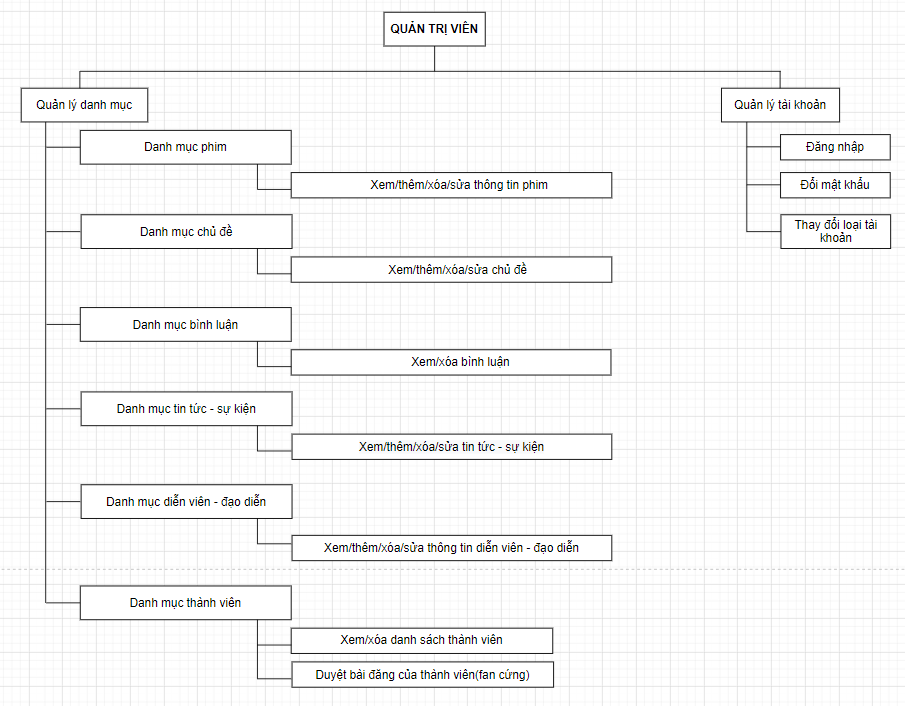 QUẢN TRỊ VIÊN
Quản lý danh mục
Quản lý tài khoản
Danh mục phim
Đăng nhập
Xem/thêm/xóa/sửa thông tin phim
Đổi mật khẩu
Danh mục chủ đề
Thay đổi loại tài
khoản
Xem/thêm/xóa/sửa chủ đề
Danh mục bình luận
Xem/xóa bình luận
Danh mục tin tức - sự kiện
Xem/thêm/xóa/sửa tin tức - sự kiện
Danh mục diễn viên - đạo diễn
Xem/thêm/xóa/sửa thông tin diễn viên - đạo diễn
Danh mục thành viên
Xem/xóa danh sách thành viên
Duyệt bài đăng của thành viên(fan cứng)